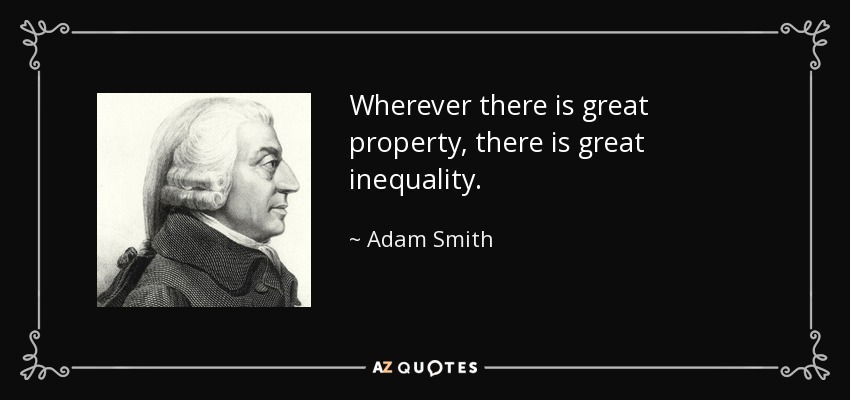 Wherever there is great
property, there is great
inequality.
~ Adam Smith
AZ QUOTES